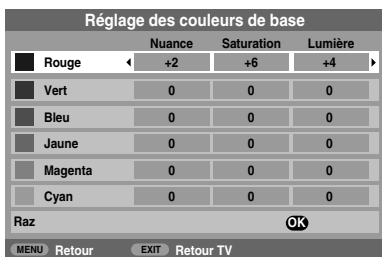 Réglage des couleurs de base
Nuance Saturation Lumière
Rouge +2 +6 +4
Vert 0 0 0
Bleu 0 0 0
Jaune 0 0 0
Magenta 0 0 0
Cyan 0 0 0
Raz OK
MENU Retour EXIT Retour TV